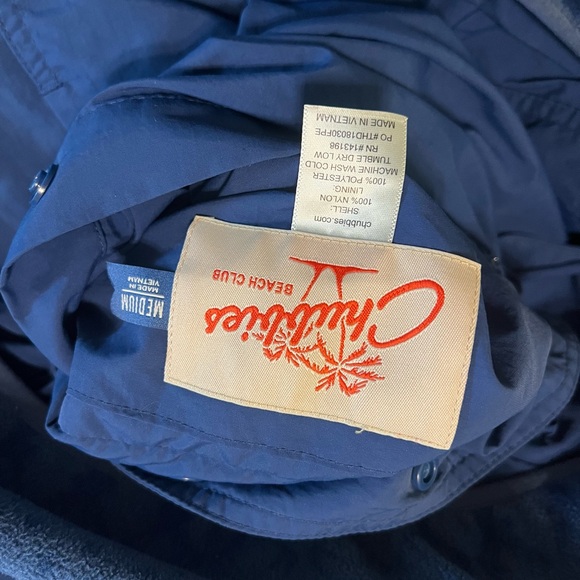 chubbies.com
SHELL:
100% NYLON
LINING:
100% POLYESTER
MACHINE WASH COLD
TUMBLE DRY LOW
RN #143198
PO #THD18030FPE
MADE IN VIETNAM
Chubbies
BEACH CLUB
MEDIUM
MADE IN
VIETNAM